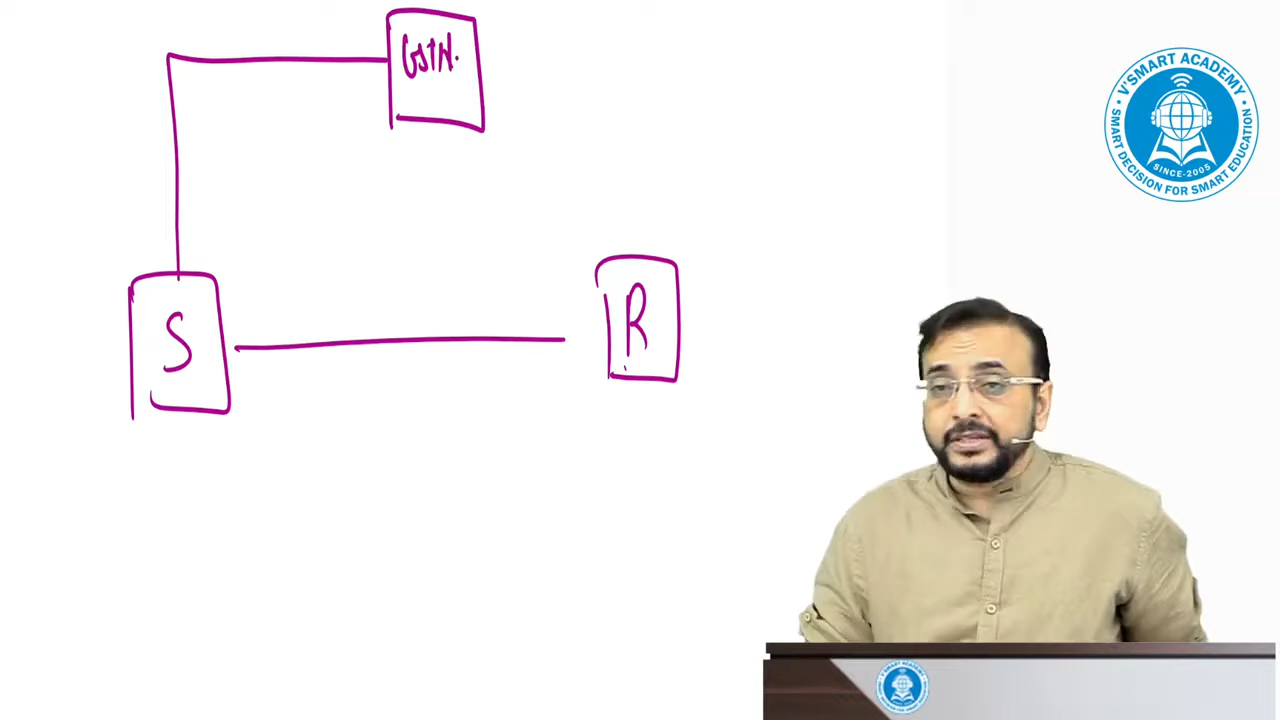 GSTN.
S
R
V'SMART ACADEMY
SMART DECISION FOR SMART EDUCATION
SINCE-2005